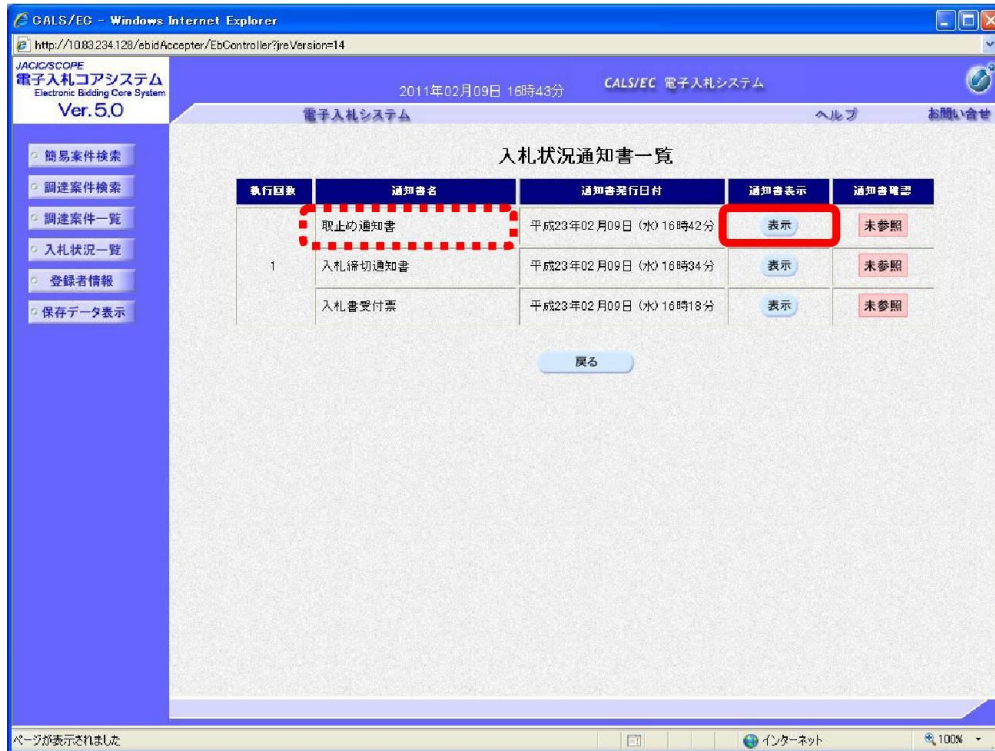 CALS/EC - Windows Internet Explorer
http://10.83.234.128/ebidAccepter/EbController?jreVersion=14
JACIC/SCOPE
電子入札コアシステム
Electronic Bidding Core System
Ver.5.0
2011年02月09日 16時43分
CALS/EC 電子入札システム
電子入札システム
ヘルプ
お問い合せ
簡易案件検索
調達案件検索
調達案件一覧
入札状況一覧
登録者情報
保存データ表示
入札状況通知書一覧
執行回数 通知書名 通知書発行日付 通知書表示 通知書確認
取止め通知書 平成23年02月09日 (水) 16時42分 表示 未参照
1 入札締切通知書 平成23年02月09日 (水) 16時34分 表示 未参照
入札書受付票 平成23年02月09日 (水) 16時18分 表示 未参照
戻る
ページが表示されました
インターネット
100%